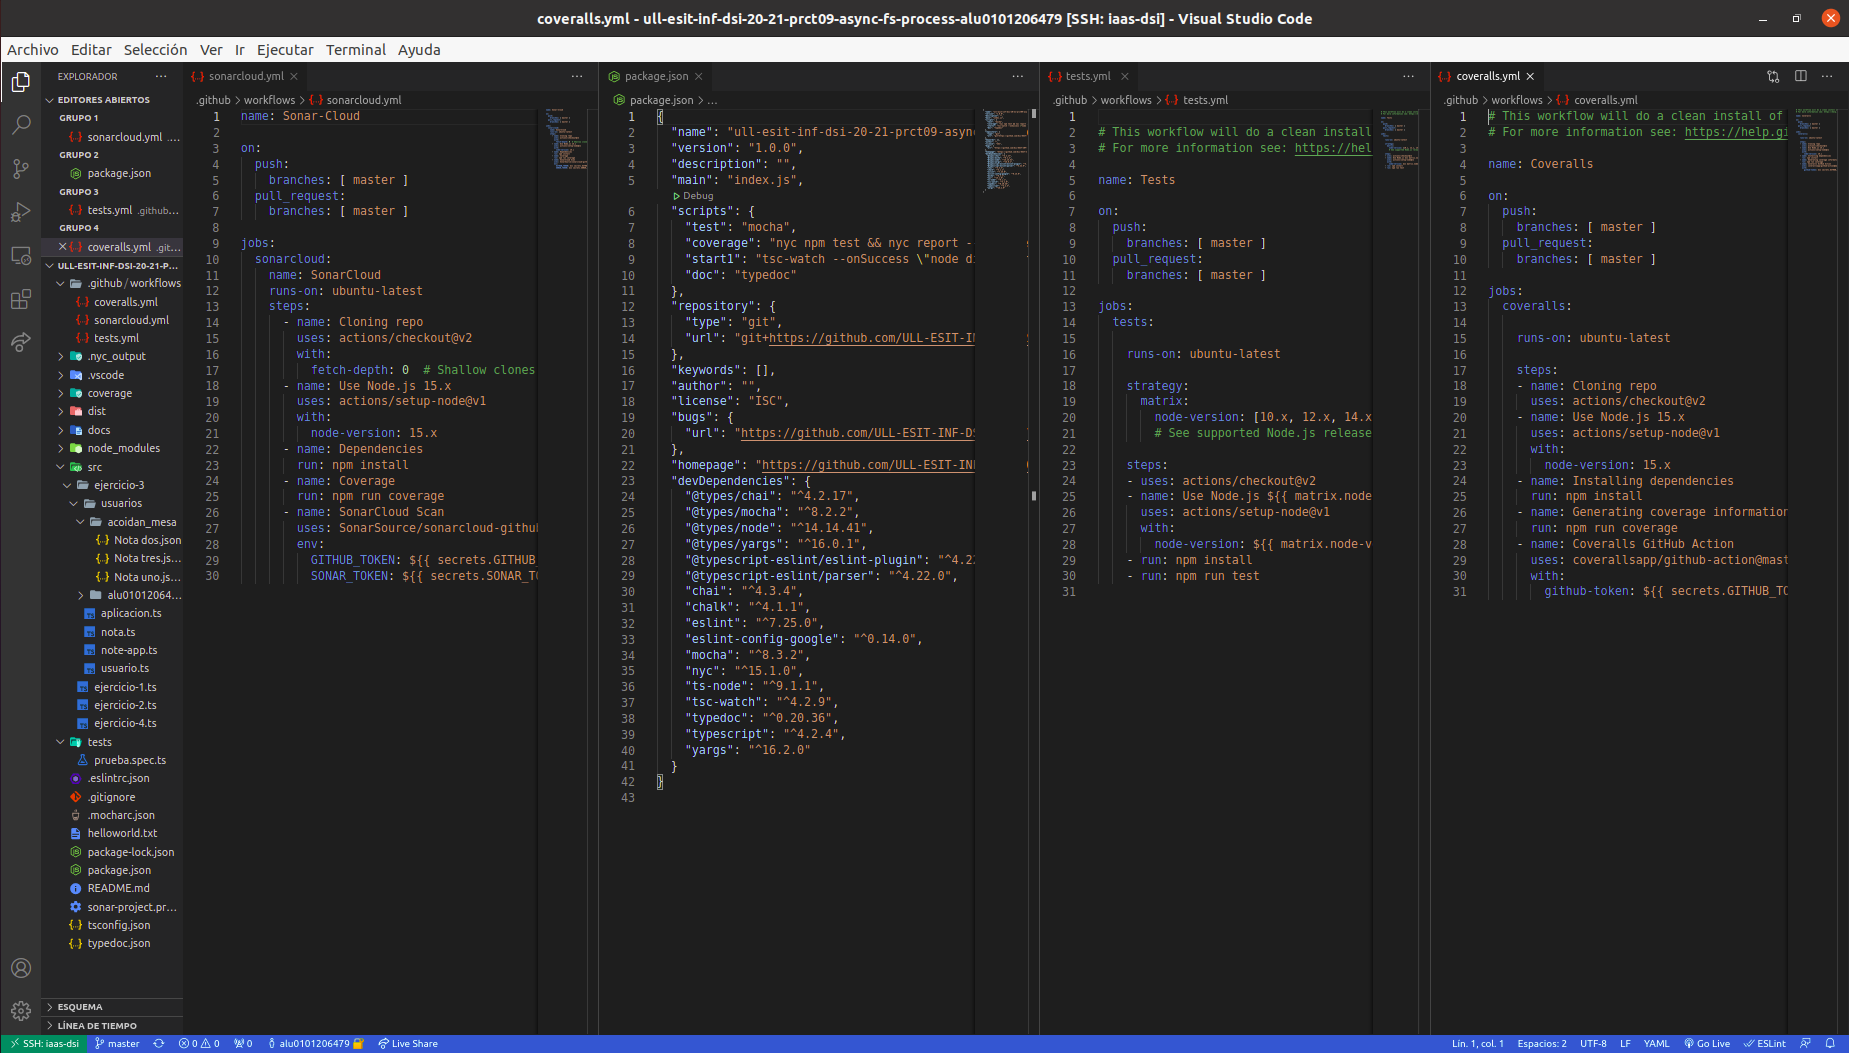 coveralls.yml - ull-esit-inf-dsi-20-21-prct09-async-fs-process-alu0101206479 [SSH: iaas-dsi] - Visual Studio Code
Archivo Editar Selección Ver Ir Ejecutar Terminal Ayuda
EXPLORADOR
EDITORES ABIERTOS
GRUPO 1
sonarcloud.yml ....
GRUPO 2
package.json
GRUPO 3
tests.yml .github...
GRUPO 4
coveralls.yml .git...
ULL-ESIT-INF-DSI-20-21-P...
.github / workflows
coveralls.yml
sonarcloud.yml
tests.yml
.nyc_output
.vscode
coverage
dist
docs
node_modules
src
ejercicio-3
usuarios
acoidan_mesa
Nota dos.json
Nota tres.js...
Nota uno.js...
alu01012064...
aplicacion.ts
nota.ts
note-app.ts
usuario.ts
ejercicio-1.ts
ejercicio-2.ts
ejercicio-4.ts
tests
prueba.spec.ts
.eslintrc.json
.gitignore
.mocharc.json
helloworld.txt
package-lock.json
package.json
README.md
sonar-project.pr...
tsconfig.json
typedoc.json
ESQUEMA
LÍNEA DE TIEMPO
sonarcloud.yml
.github > workflows > sonarcloud.yml
1 name: Sonar-Cloud
2
3 on:
4 push:
5 branches: [ master ]
6 pull_request:
7 branches: [ master ]
8
9 jobs:
10 sonarcloud:
11 name: SonarCloud
12 runs-on: ubuntu-latest
13 steps:
14 - name: Cloning repo
15 uses: actions/checkout@v2
16 with:
17 fetch-depth: 0 # Shallow clones
18 - name: Use Node.js 15.x
19 uses: actions/setup-node@v1
20 with:
21 node-version: 15.x
22 - name: Dependencies
23 run: npm install
24 - name: Coverage
25 run: npm run coverage
26 - name: SonarCloud Scan
27 uses: SonarSource/sonarcloud-githu
28 env:
29 GITHUB_TOKEN: ${{ secrets.GITHUB_
30 SONAR_TOKEN: ${{ secrets.SONAR_TO
package.json
package.json > ...
1 {
2 "name": "ull-esit-inf-dsi-20-21-prct09-asyn
3 "version": "1.0.0",
4 "description": "",
5 "main": "index.js",
Debug
6 "scripts": {
7 "test": "mocha",
8 "coverage": "nyc npm test && nyc report -
9 "start1": "tsc-watch --onSuccess \"node d
10 "doc": "typedoc"
11 },
12 "repository": {
13 "type": "git",
14 "url": "git+https://github.com/ULL-ESIT-I
15 },
16 "keywords": [],
17 "author": "",
18 "license": "ISC",
19 "bugs": {
20 "url": "https://github.com/ULL-ESIT-INF-D
21 },
22 "homepage": "https://github.com/ULL-ESIT-IN
23 "devDependencies": {
24 "@types/chai": "^4.2.17",
25 "@types/mocha": "^8.2.2",
26 "@types/node": "^14.14.41",
27 "@types/yargs": "^16.0.1",
28 "@typescript-eslint/eslint-plugin": "^4.2
29 "@typescript-eslint/parser": "^4.22.0",
30 "chai": "^4.3.4",
31 "chalk": "^4.1.1",
32 "eslint": "^7.25.0",
33 "eslint-config-google": "^0.14.0",
34 "mocha": "^8.3.2",
35 "nyc": "^15.1.0",
36 "ts-node": "^9.1.1",
37 "tsc-watch": "^4.2.9",
38 "typedoc": "^0.20.36",
39 "typescript": "^4.2.4",
40 "yargs": "^16.2.0"
41 }
42 }
43
tests.yml
.github > workflows > tests.yml
1
2 # This workflow will do a clean install
3 # For more information see: https://hel
4
5 name: Tests
6
7 on:
8 push:
9 branches: [ master ]
10 pull_request:
11 branches: [ master ]
12
13 jobs:
14 tests:
15
16 runs-on: ubuntu-latest
17
18 strategy:
19 matrix:
20 node-version: [10.x, 12.x, 14.x
21 # See supported Node.js release
22
23 steps:
24 - uses: actions/checkout@v2
25 - name: Use Node.js ${{ matrix.node
26 uses: actions/setup-node@v1
27 with:
28 node-version: ${{ matrix.node-v
29 - run: npm install
30 - run: npm run test
31
coveralls.yml
.github > workflows > coveralls.yml
1 # This workflow will do a clean install of
2 # For more information see: https://help.gi
3
4 name: Coveralls
5
6 on:
7 push:
8 branches: [ master ]
9 pull_request:
10 branches: [ master ]
11
12 jobs:
13 coveralls:
14
15 runs-on: ubuntu-latest
16
17 steps:
18 - name: Cloning repo
19 uses: actions/checkout@v2
20 - name: Use Node.js 15.x
21 uses: actions/setup-node@v1
22 with:
23 node-version: 15.x
24 - name: Installing dependencies
25 run: npm install
26 - name: Generating coverage information
27 run: npm run coverage
28 - name: Coveralls GitHub Action
29 uses: coverallsapp/github-action@mast
30 with:
31 github-token: ${{ secrets.GITHUB_TO
SSH: iaas-dsi master 0 0 0 alu0101206479 Live Share Lín. 1, col. 1 Espacios: 2 UTF-8 LF YAML Go Live ESLint